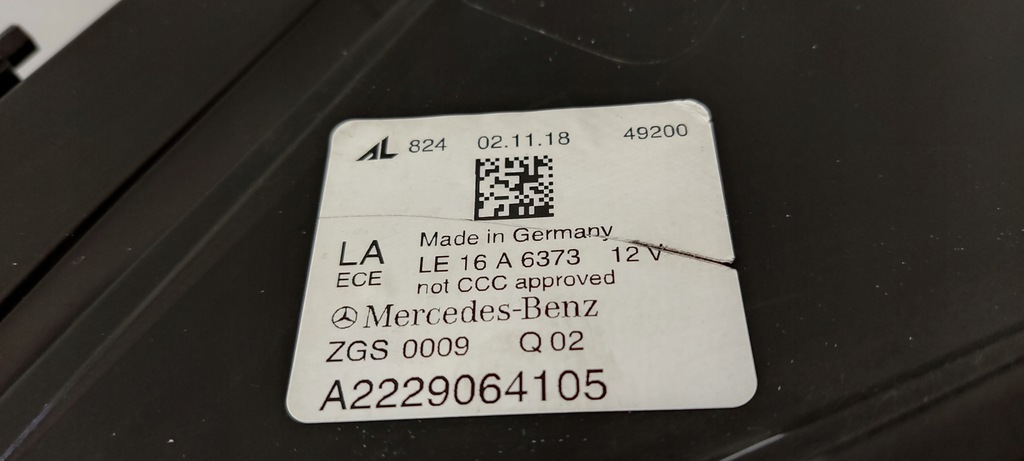 AL 824 02.11.18 49200
LA
ECE
Made in Germany
LE 16 A 6373 12 V
not CCC approved
Mercedes-Benz
ZGS 0009 Q 02
A2229064105